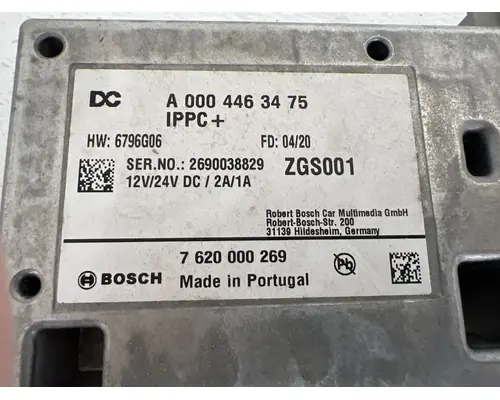 DC A 000 446 34 75
IPPC+
HW: 6796G06 FD: 04/20
SER.NO.: 2690038829 ZGS001
12V/24V DC / 2A/1A
Robert Bosch Car Multimedia GmbH
Robert-Bosch-Str. 200
31139 Hildesheim, Germany
7 620 000 269
BOSCH Made in Portugal Pb